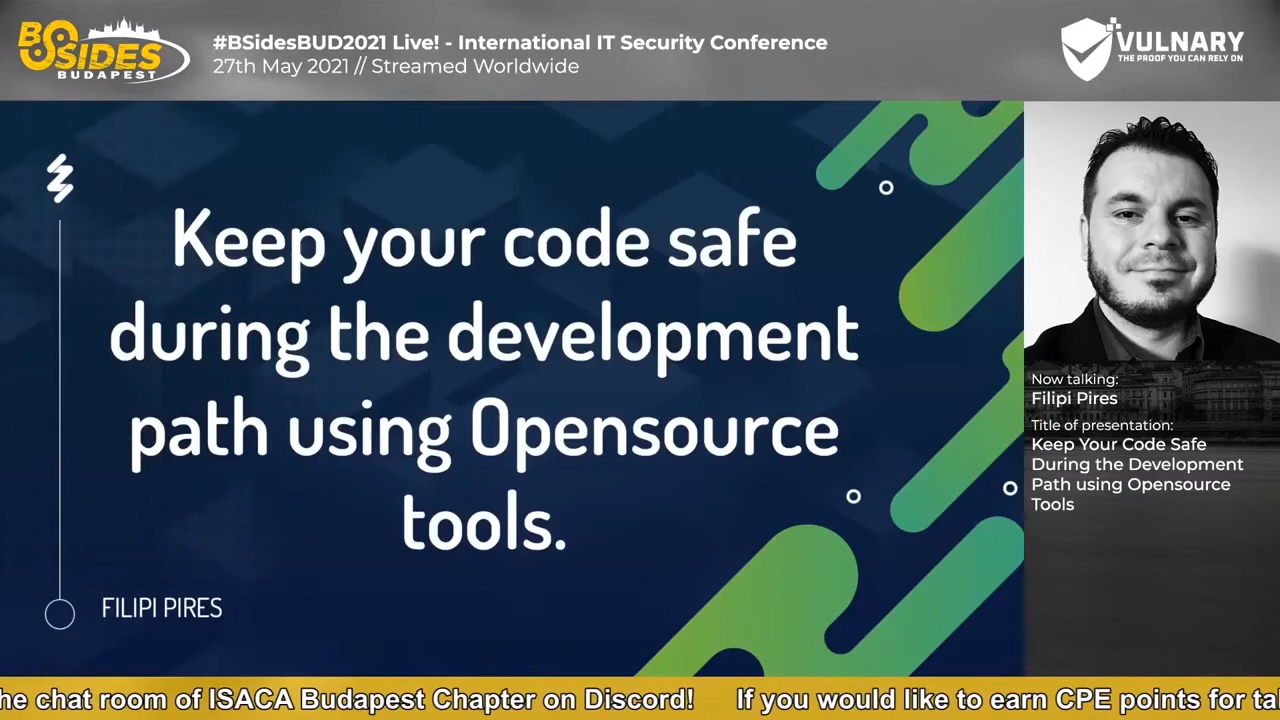 BSIDES
BUDAPEST
#BSidesBUD2021 Live! - International IT Security Conference
27th May 2021 // Streamed Worldwide
VULNARY
THE PROOF YOU CAN RELY ON
Keep your code safe
during the development
path using Opensource
tools.
FILIPI PIRES
Now talking:
Filipi Pires
Title of presentation:
Keep Your Code Safe
During the Development
Path using Opensource
Tools
he chat room of ISACA Budapest Chapter on Discord! If you would like to earn CPE points for ta